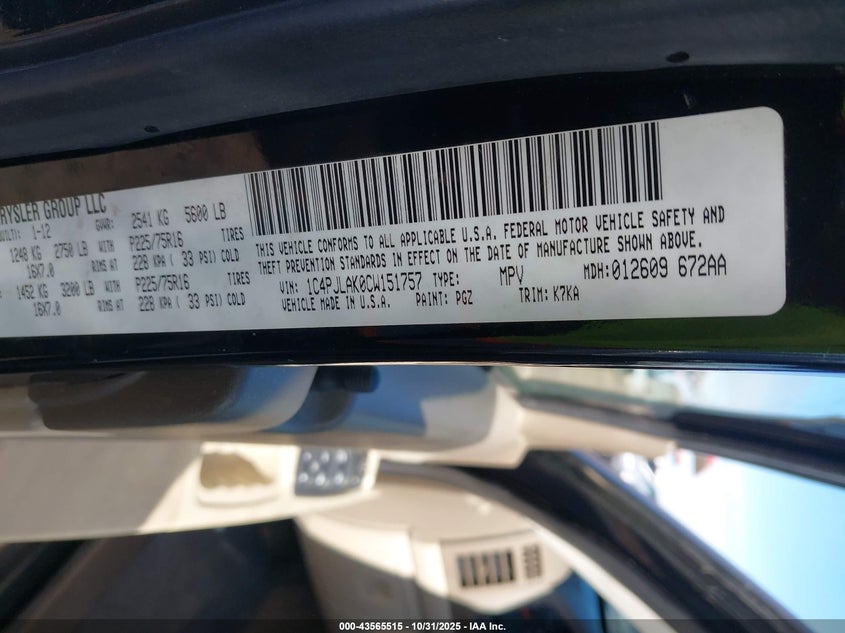 RYSLER GROUP LLC
1-12 GVWR: 2541 KG 5600 LB
1248 KG 2750 LB WITH P225/75R16 TIRES
16X7.0 RIMS AT 228 KPA ( 33 PSI) COLD
1452 KG 3200 LB WITH P225/75R16 TIRES
16X7.0 RIMS AT 228 KPA ( 33 PSI) COLD
THIS VEHICLE CONFORMS TO ALL APPLICABLE U.S.A. FEDERAL MOTOR VEHICLE SAFETY AND
THEFT PREVENTION STANDARDS IN EFFECT ON THE DATE OF MANUFACTURE SHOWN ABOVE.
VIN: 1C4PJLAK0CW151757 TYPE: MPV MDH:012609 672AA
VEHICLE MADE IN U.S.A. PAINT: PGZ TRIM: K7KA
000-43565515 - 10/31/2025 - IAA Inc.